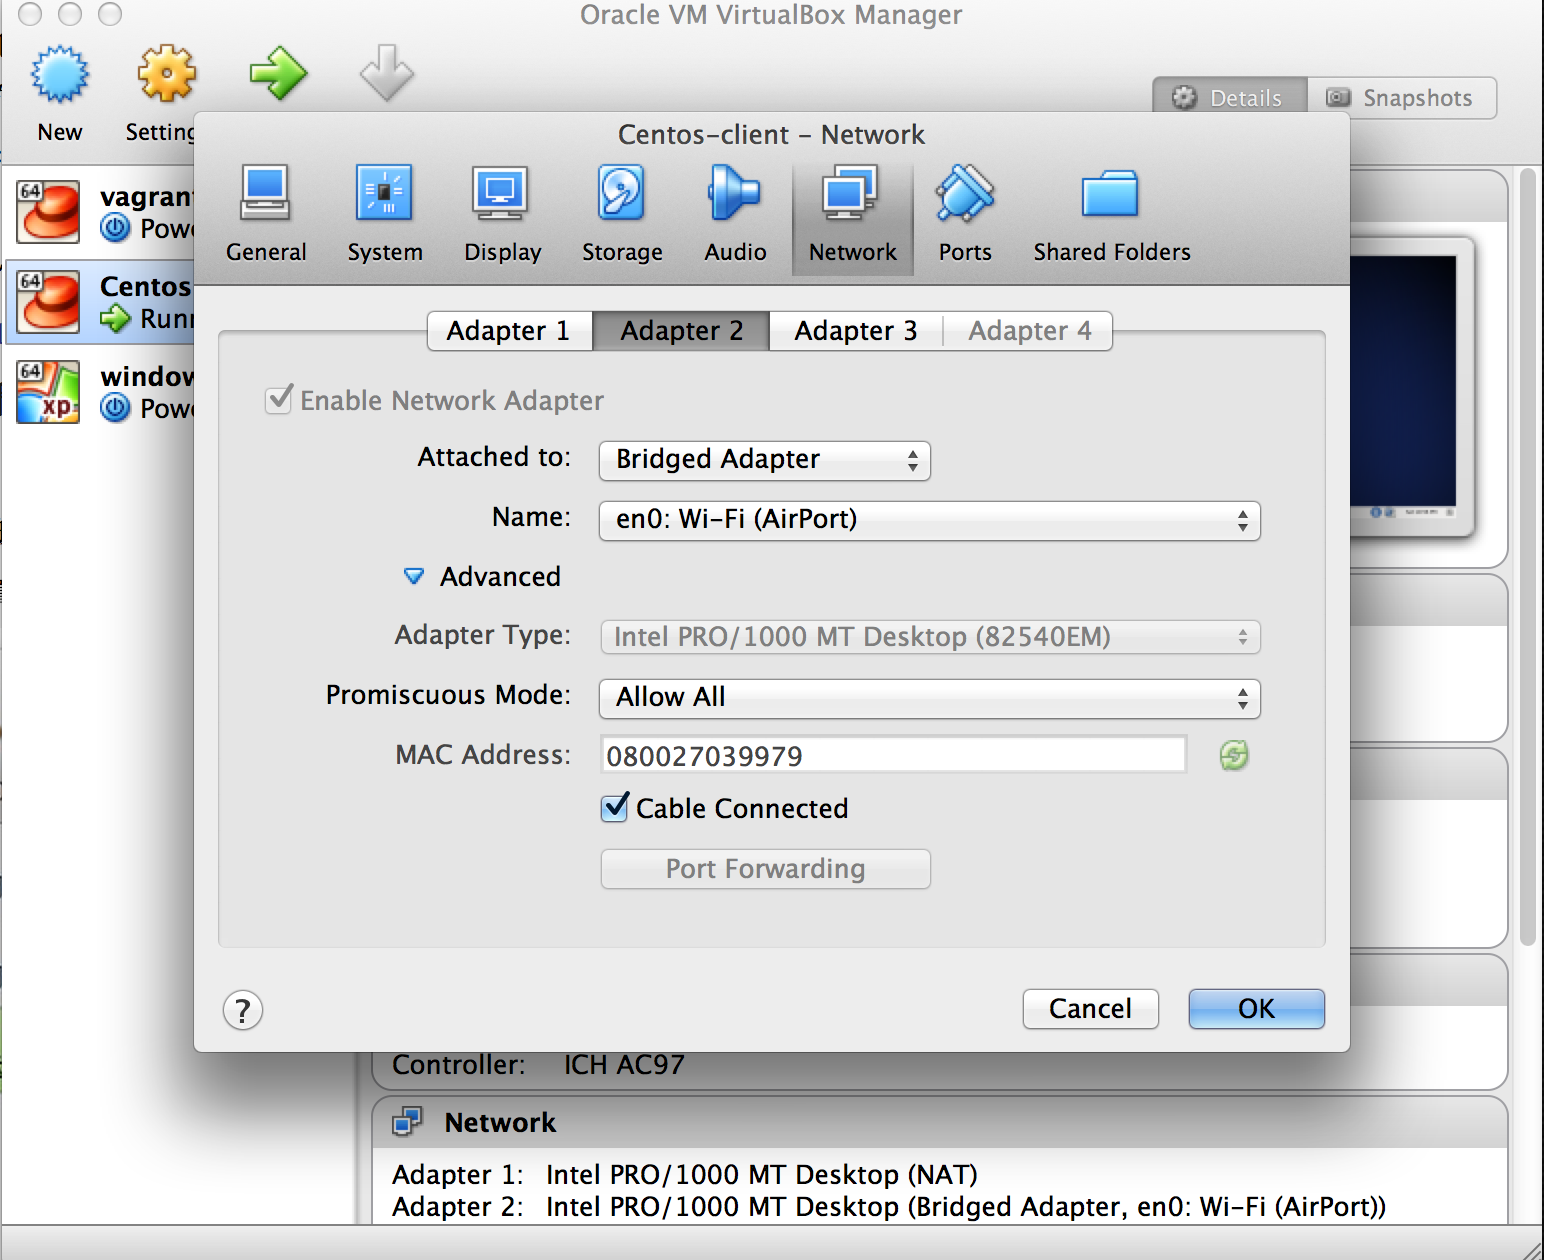 Oracle VM VirtualBox Manager
New
Setting
Details
Snapshots
Centos-client – Network
General
System
Display
Storage
Audio
Network
Ports
Shared Folders
64
vagrant
Powe
64
Centos
Runn
64
xp
window
Powe
Adapter 1
Adapter 2
Adapter 3
Adapter 4
Enable Network Adapter
Attached to: Bridged Adapter
Name: en0: Wi-Fi (AirPort)
Advanced
Adapter Type: Intel PRO/1000 MT Desktop (82540EM)
Promiscuous Mode: Allow All
MAC Address: 080027039979
Cable Connected
Port Forwarding
?
Cancel
OK
Controller: ICH AC97
Network
Adapter 1: Intel PRO/1000 MT Desktop (NAT)
Adapter 2: Intel PRO/1000 MT Desktop (Bridged Adapter, en0: Wi-Fi (AirPort))